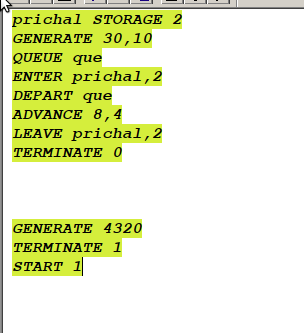 prichal STORAGE 2
GENERATE 30,10
QUEUE que
ENTER prichal,2
DEPART que
ADVANCE 8,4
LEAVE prichal,2
TERMINATE 0
GENERATE 4320
TERMINATE 1
START 1